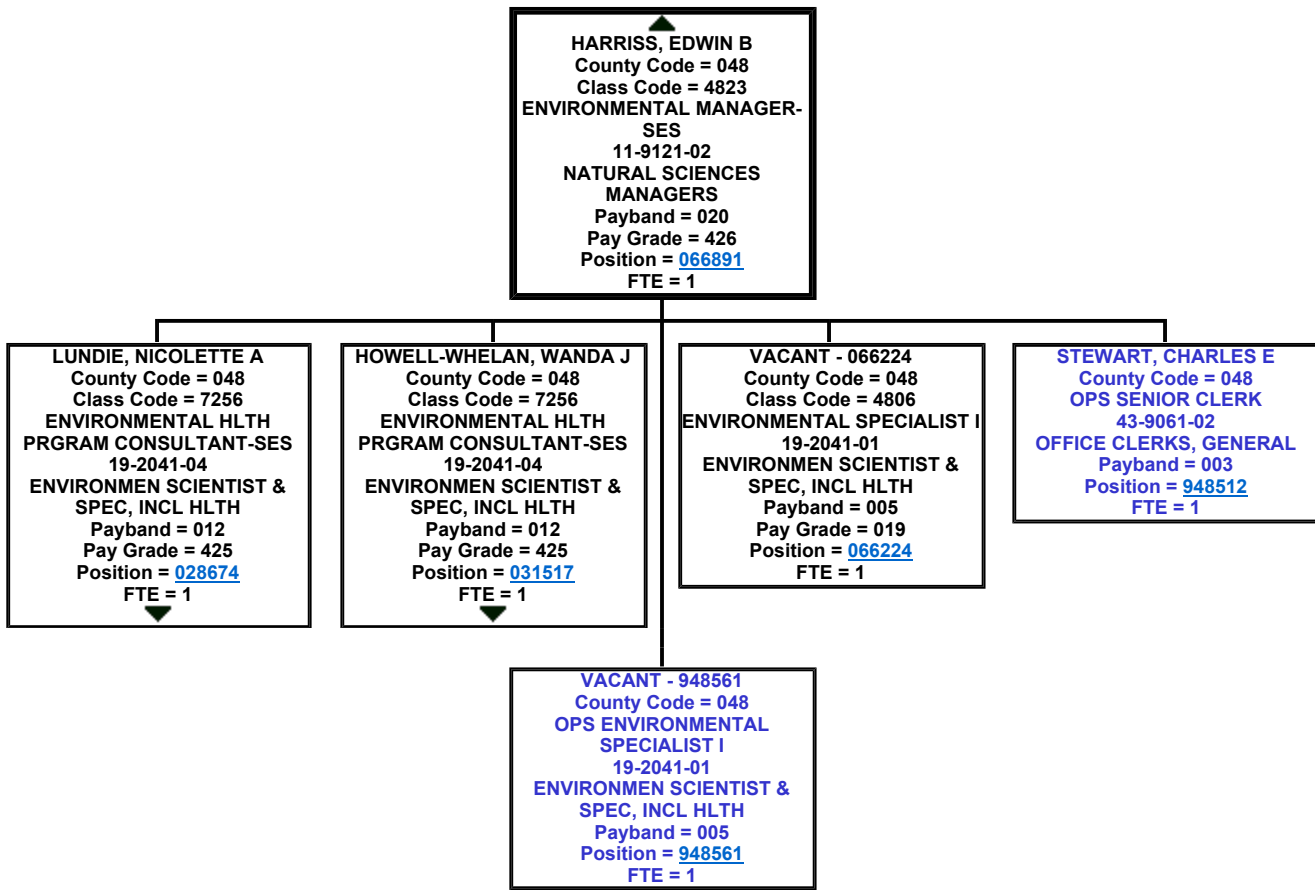 HARRISS, EDWIN B
County Code = 048
Class Code = 4823
ENVIRONMENTAL MANAGER-
SES
11-9121-02
NATURAL SCIENCES
MANAGERS
Payband = 020
Pay Grade = 426
Position = 066891
FTE = 1
LUNDIE, NICOLETTE A
County Code = 048
Class Code = 7256
ENVIRONMENTAL HLTH
PRGRAM CONSULTANT-SES
19-2041-04
ENVIRONMEN SCIENTIST &
SPEC, INCL HLTH
Payband = 012
Pay Grade = 425
Position = 028674
FTE = 1
HOWELL-WHELAN, WANDA J
County Code = 048
Class Code = 7256
ENVIRONMENTAL HLTH
PRGRAM CONSULTANT-SES
19-2041-04
ENVIRONMEN SCIENTIST &
SPEC, INCL HLTH
Payband = 012
Pay Grade = 425
Position = 031517
FTE = 1
VACANT - 066224
County Code = 048
Class Code = 4806
ENVIRONMENTAL SPECIALIST I
19-2041-01
ENVIRONMEN SCIENTIST &
SPEC, INCL HLTH
Payband = 005
Pay Grade = 019
Position = 066224
FTE = 1
STEWART, CHARLES E
County Code = 048
OPS SENIOR CLERK
43-9061-02
OFFICE CLERKS, GENERAL
Payband = 003
Position = 948512
FTE = 1
VACANT - 948561
County Code = 048
OPS ENVIRONMENTAL
SPECIALIST I
19-2041-01
ENVIRONMEN SCIENTIST &
SPEC, INCL HLTH
Payband = 005
Position = 948561
FTE = 1